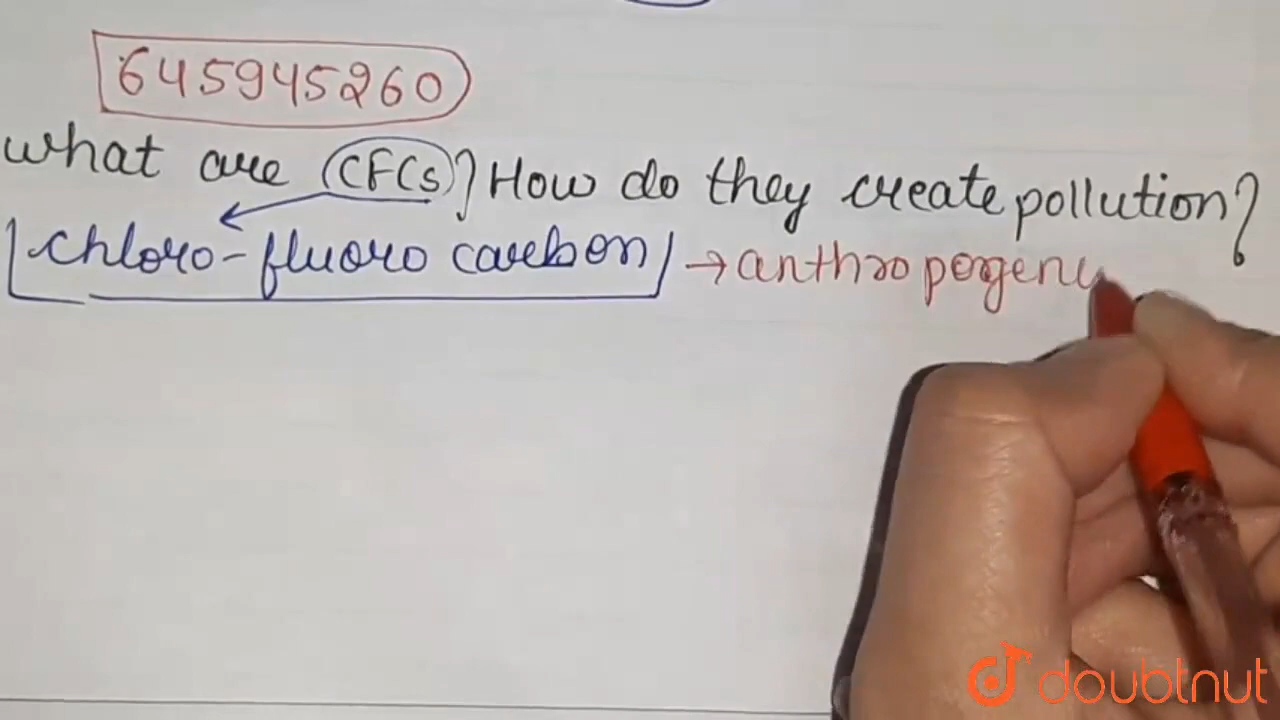 645945260
what are CFCs? How do they create pollution?
chloro-fluoro carbon → anthropogenic
doubtnut